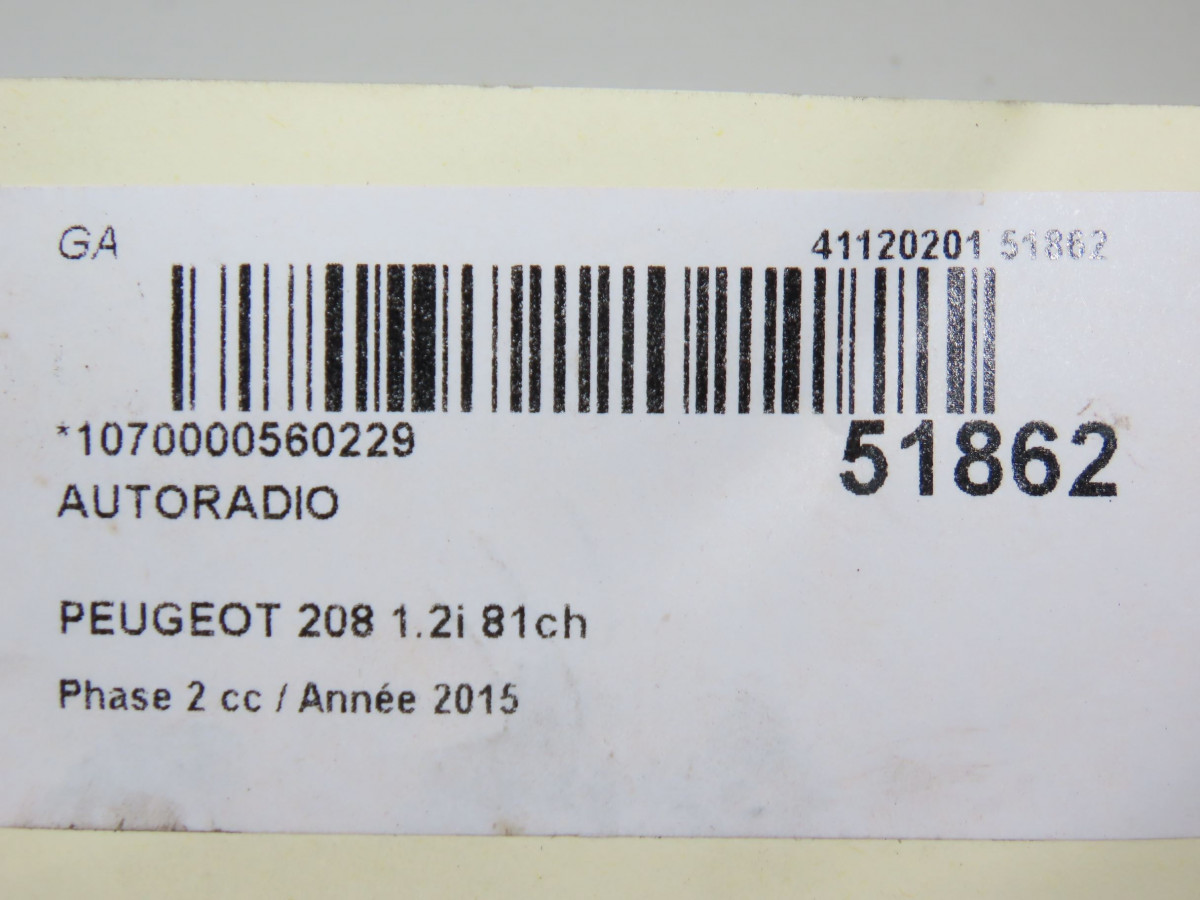 GA
41120201 51862
*1070000560229
51862
AUTORADIO
PEUGEOT 208 1.2i 81ch
Phase 2 cc / Année 2015